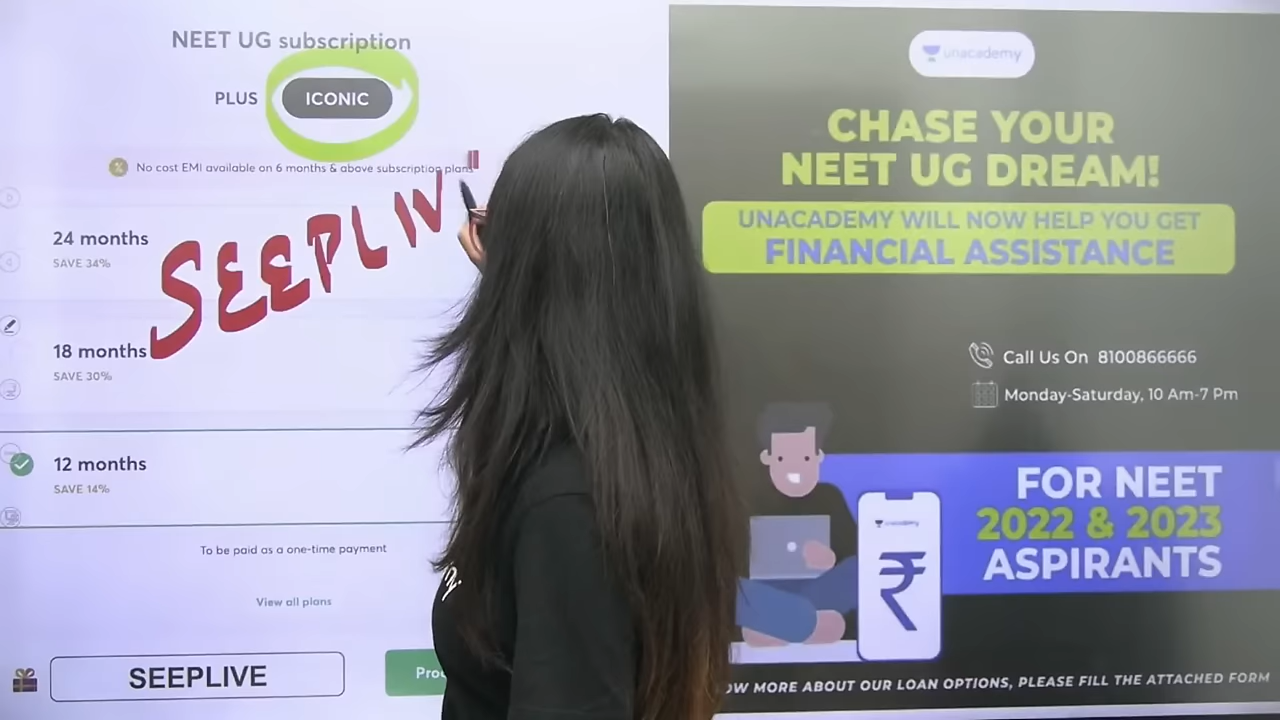 NEET UG subscription
PLUS ICONIC
No cost EMI available on 6 months & above subscription plans
24 months
SAVE 34%
SEEPLIV
18 months
SAVE 30%
12 months
SAVE 14%
To be paid as a one-time payment
View all plans
SEEPLIVE
unacademy
CHASE YOUR
NEET UG DREAM!
UNACADEMY WILL NOW HELP YOU GET
FINANCIAL ASSISTANCE
Call Us On 8100866666
Monday-Saturday, 10 Am-7 Pm
unacademy
₹
FOR NEET
2022 & 2023
ASPIRANTS
MORE ABOUT OUR LOAN OPTIONS, PLEASE FILL THE ATTACHED FORM